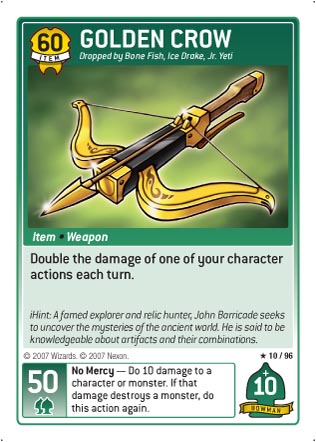 60
ITEM
GOLDEN CROW
Dropped by Bone Fish, Ice Drake, Jr. Yeti
Item • Weapon
Double the damage of one of your character
actions each turn.
iHint: A famed explorer and relic hunter, John Barricade seeks
to uncover the mysteries of the ancient world. He is said to be
knowledgeable about artifacts and their combinations.
© 2007 Wizards. © 2007 Nexon.
★ 10 / 96
50
No Mercy — Do 10 damage to a
character or monster. If that
damage destroys a monster, do
this action again.
+
10
BOWMAN